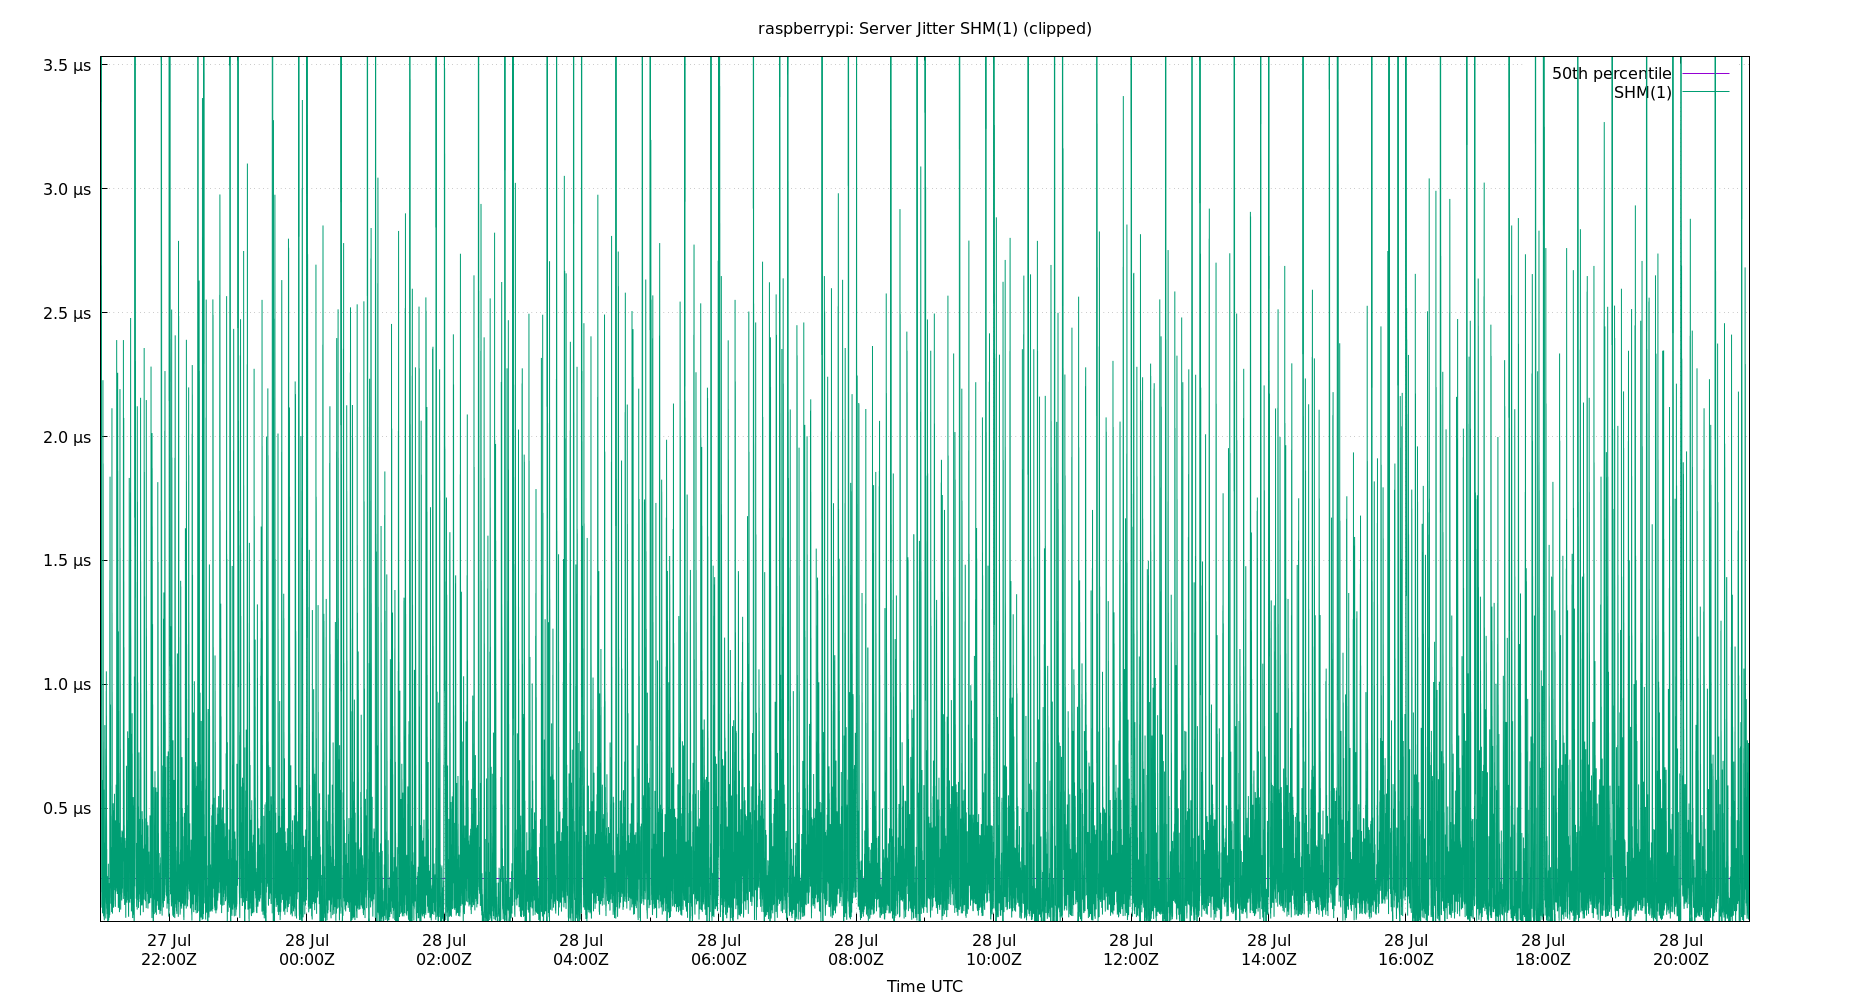 raspberrypi: Server Jitter SHM(1) (clipped)
3.5 µs
50th percentile
SHM(1)
3.0 µs
2.5 µs
2.0 µs
1.5 µs
1.0 µs
0.5 µs
27 Jul 28 Jul 28 Jul 28 Jul 28 Jul 28 Jul 28 Jul 28 Jul 28 Jul 28 Jul 28 Jul 28 Jul
22:00Z 00:00Z 02:00Z 04:00Z 06:00Z 08:00Z 10:00Z 12:00Z 14:00Z 16:00Z 18:00Z 20:00Z
Time UTC